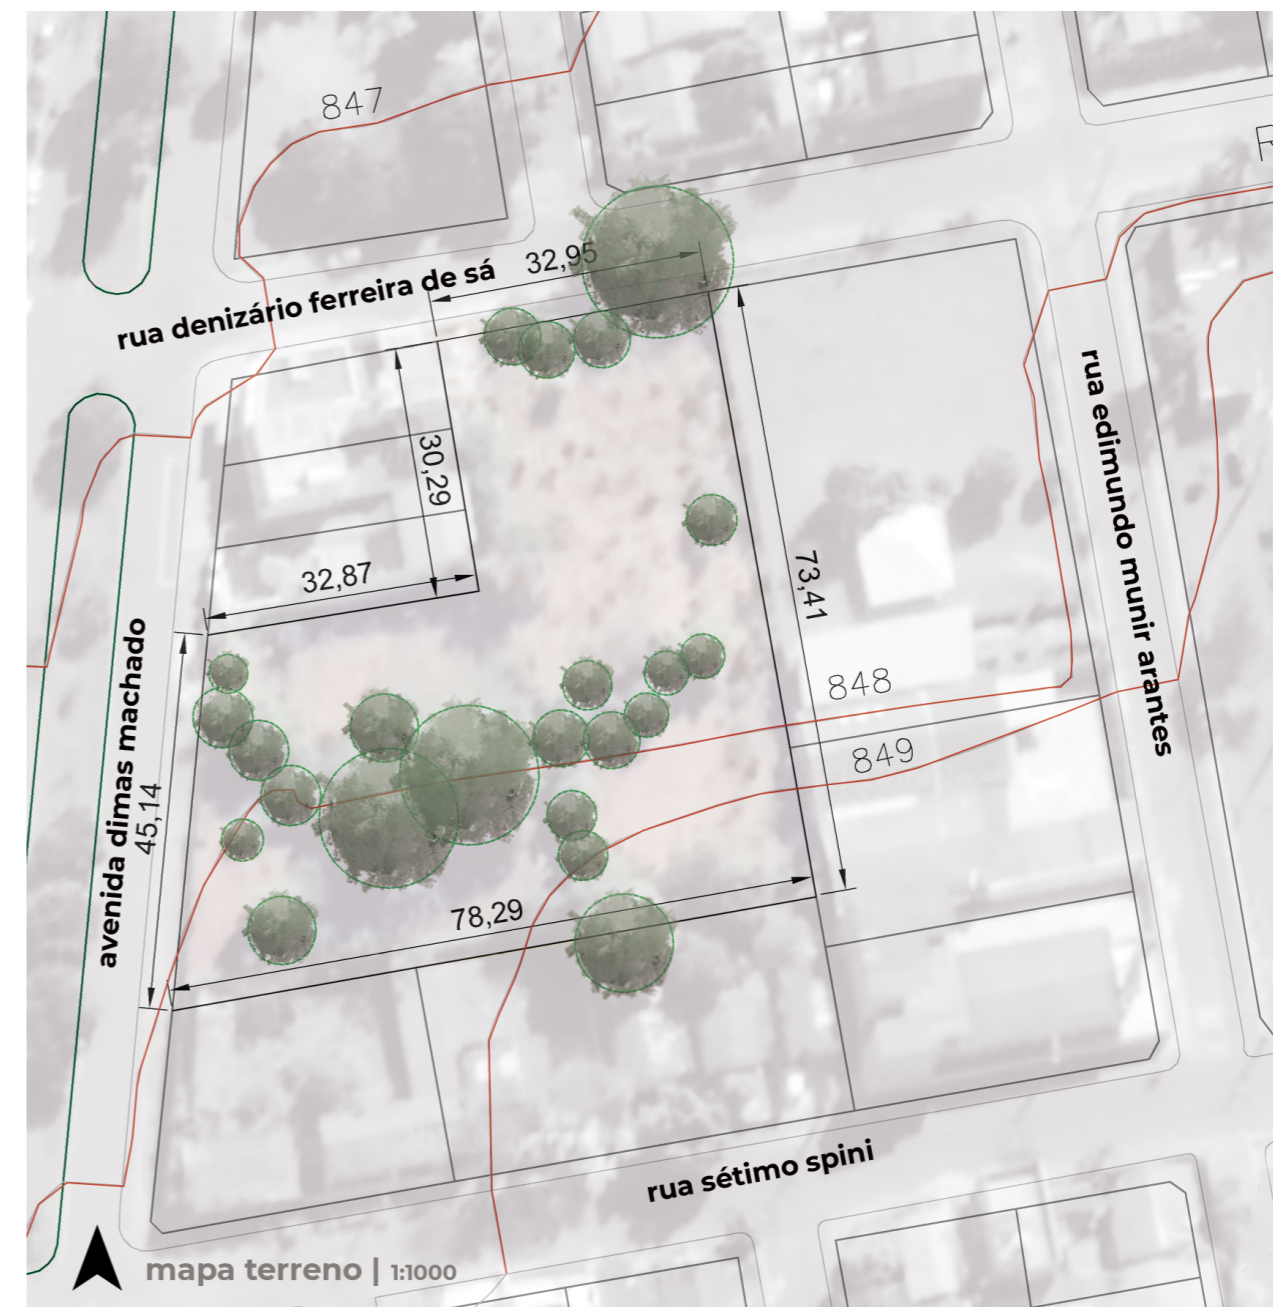 847
R
32,95
rua denizário ferreira de sá
30,29
32,87
rua edimundo munir arantes
73,41
848
849
avenida dimas machado
45,14
78,29
rua sétimo spini
mapa terreno | 1:1000